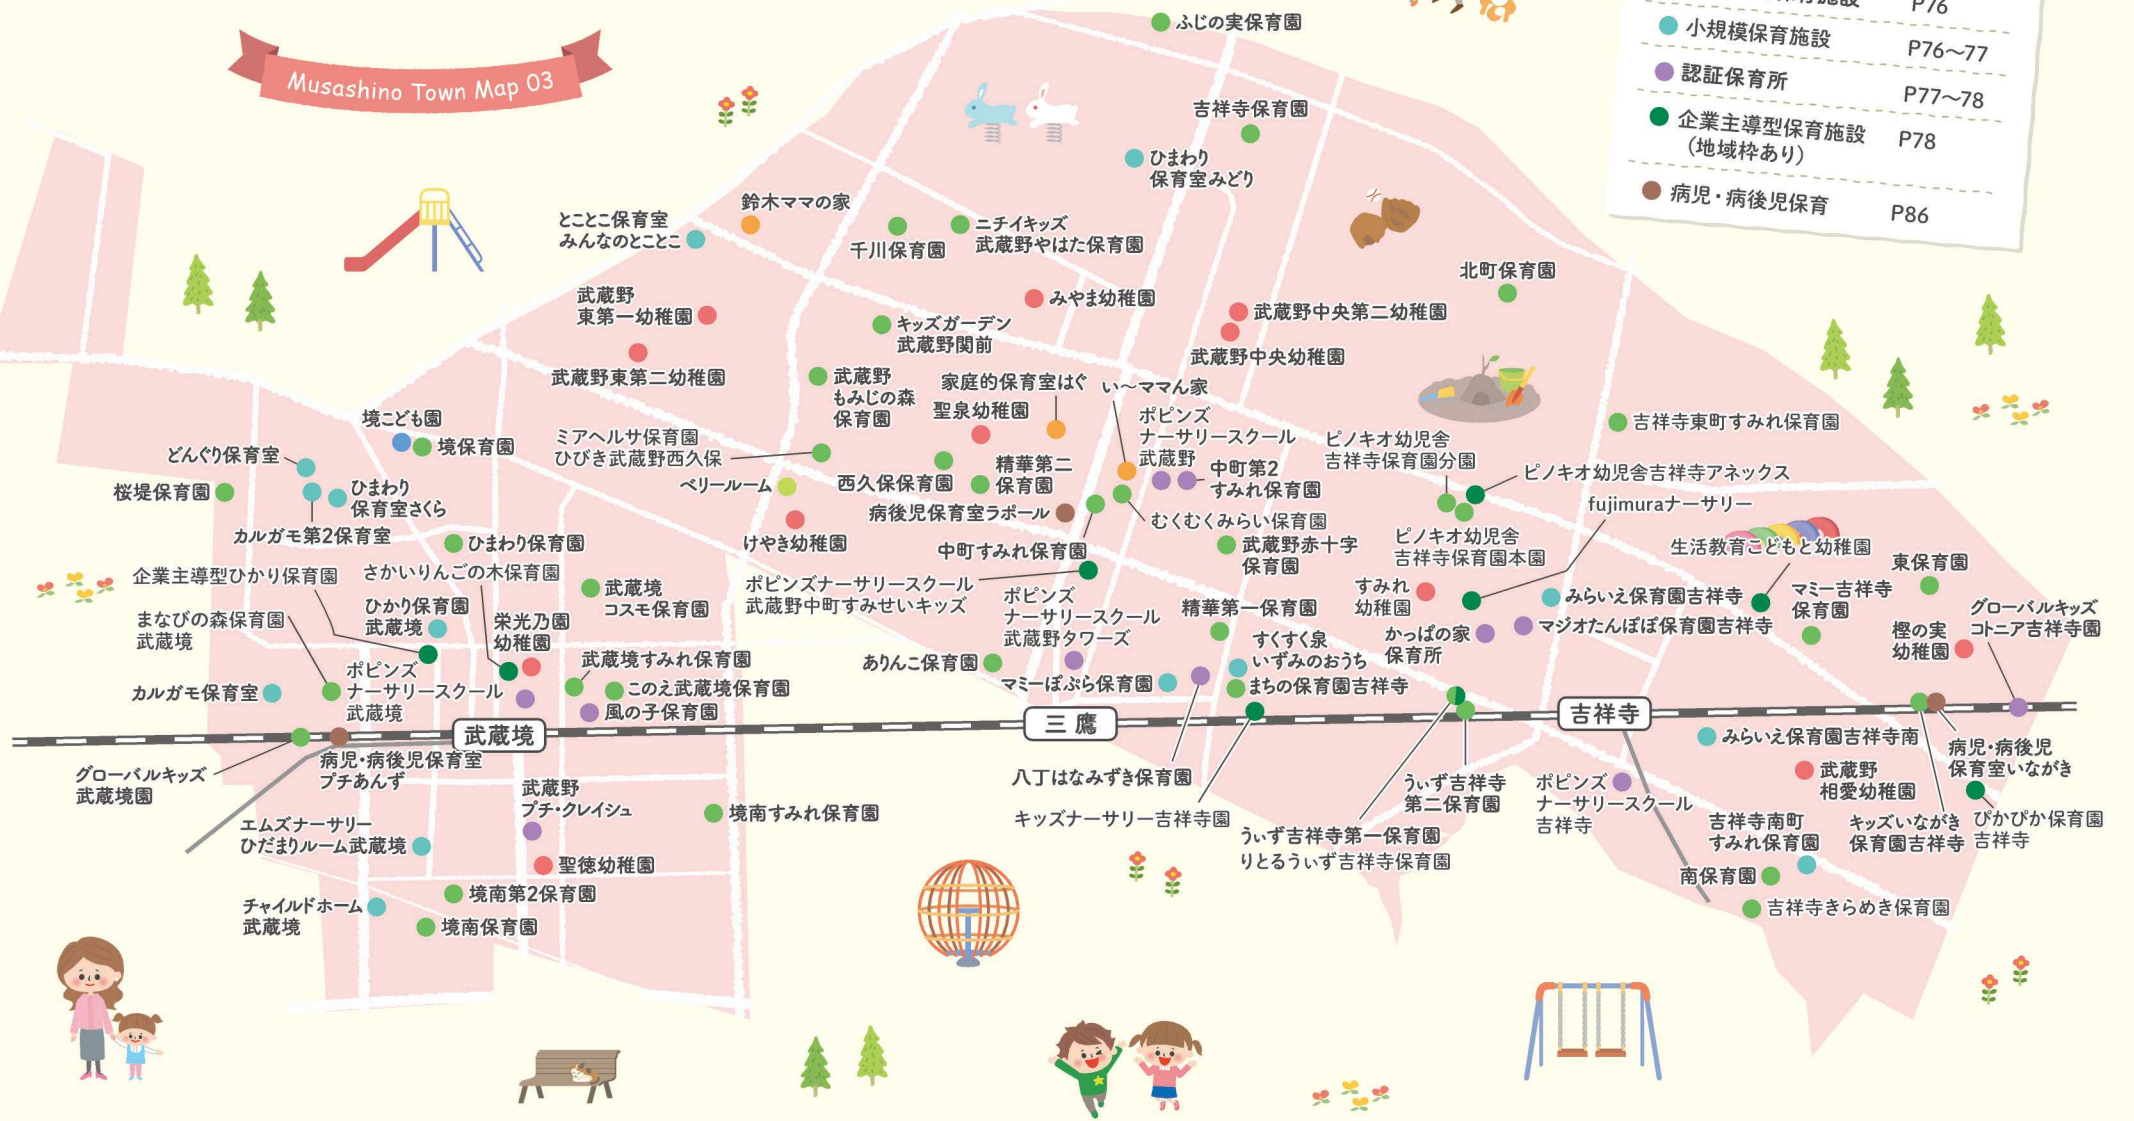 Musashino Town Map 03
P76
小規模保育施設 P76〜77
認証保育所 P77〜78
企業主導型保育施設 P78
(地域枠あり)
病児・病後児保育 P86
ふじの実保育園
吉祥寺保育園
ひまわり
保育室みどり
鈴木ママの家
とことこ保育室
みんなのとことこ
千川保育園
ニチイキッズ
武蔵野やはた保育園
北町保育園
武蔵野
東第一幼稚園
みやま幼稚園
武蔵野中央第二幼稚園
キッズガーデン
武蔵野関前
武蔵野中央幼稚園
武蔵野東第二幼稚園
武蔵野
もみじの森
保育園
家庭的保育室はぐ
い〜ママん家
聖泉幼稚園
ポピンズ
ナーサリースクール
武蔵野
境こども園
境保育園
吉祥寺東町すみれ保育園
ミアヘルサ保育園
ひびき武蔵野西久保
ピノキオ幼児舎
吉祥寺保育園分園
どんぐり保育室
ピノキオ幼児舎吉祥寺アネックス
桜堤保育園
ひまわり
保育室さくら
ベリールーム
西久保保育園
精華第二
保育園
中町第2
すみれ保育園
fujimuraナーサリー
病後児保育室ラポール
むくむくみらい保育園
カルガモ第2保育室
ひまわり保育園
けやき幼稚園
中町すみれ保育園
武蔵野赤十字
保育園
ピノキオ幼児舎
吉祥寺保育園本園
生活教育こどもと幼稚園
東保育園
企業主導型ひかり保育園
さかいりんごの木保育園
武蔵境
コスモ保育園
ポピンズナーサリースクール
武蔵野中町すみせいキッズ
すみれ
幼稚園
みらいえ保育園吉祥寺
マミー吉祥寺
保育園
まなびの森保育園
武蔵境
ひかり保育園
武蔵境
栄光乃園
幼稚園
ポピンズ
ナーサリースクール
武蔵野タワーズ
精華第一保育園
かっぱの家
保育所
マジオたんぽぽ保育園吉祥寺
樫の実
幼稚園
グローバルキッズ
コトニア吉祥寺園
武蔵境すみれ保育園
ありんこ保育園
すくすく泉
いずみのおうち
カルガモ保育室
ポピンズ
ナーサリースクール
武蔵境
このえ武蔵境保育園
風の子保育園
マミーぽぷら保育園
まちの保育園吉祥寺
武蔵境
三鷹
吉祥寺
みらいえ保育園吉祥寺南
グローバルキッズ
武蔵境園
病児・病後児保育室
プチあんず
八丁はなみずき保育園
ういず吉祥寺
第二保育園
ポピンズ
ナーサリースクール
吉祥寺
武蔵野
相愛幼稚園
病児・病後児
保育室いながき
武蔵野
プチ・クレイシュ
境南すみれ保育園
キッズナーサリー吉祥寺園
ういず吉祥寺第一保育園
りとるういず吉祥寺保育園
吉祥寺南町
すみれ保育園
キッズいながき
保育園吉祥寺
ぴかぴか保育園
吉祥寺
エムズナーサリー
ひだまりルーム武蔵境
聖徳幼稚園
南保育園
境南第2保育園
チャイルドホーム
武蔵境
境南保育園
吉祥寺きらめき保育園